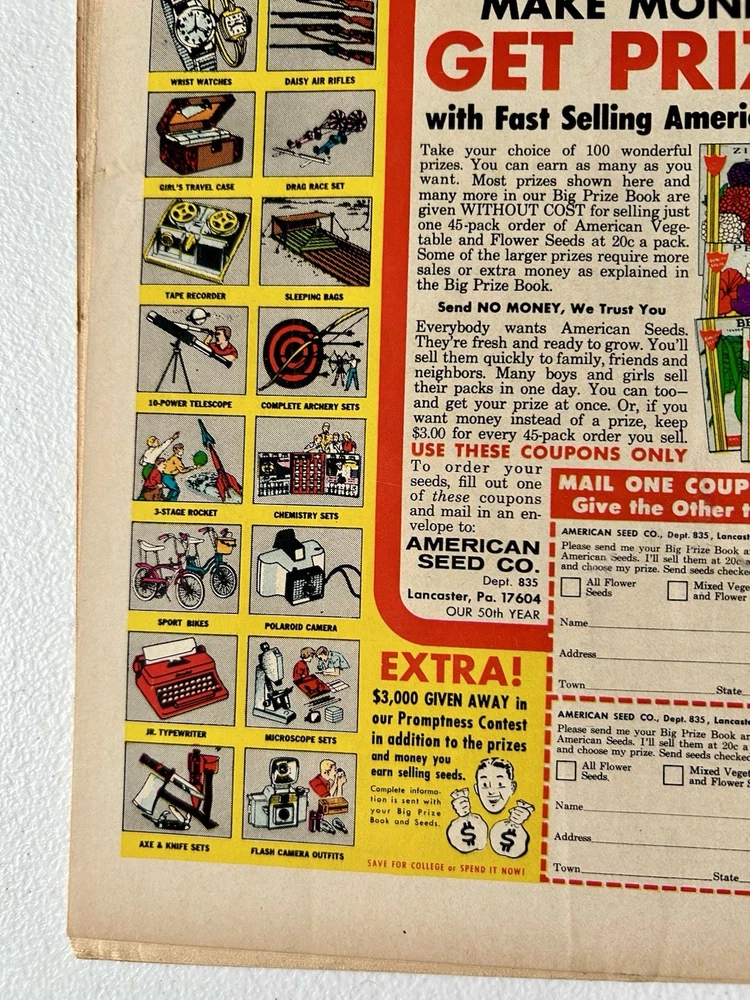 WRIST WATCHES
DAISY AIR RIFLES
GIRL'S TRAVEL CASE
DRAG RACE SET
TAPE RECORDER
SLEEPING BAGS
10-POWER TELESCOPE
COMPLETE ARCHERY SETS
3-STAGE ROCKET
CHEMISTRY SETS
SPORT BIKES
POLAROID CAMERA
JR. TYPEWRITER
MICROSCOPE SETS
AXE & KNIFE SETS
FLASH CAMERA OUTFITS
MAKE
GET
with Fast Selling
Take your choice of 100 wonderful
prizes. You can earn as many as you
want. Most prizes shown here and
many more in our Big Prize Book are
given WITHOUT COST for selling just
one 45-pack order of American Vege-
table and Flower Seeds at 20c a pack.
Some of the larger prizes require more
sales or extra money as explained in
the Big Prize Book.
Send NO MONEY, We Trust You
Everybody wants American Seeds.
They're fresh and ready to grow. You'll
sell them quickly to family, friends and
neighbors. Many boys and girls sell
their packs in one day. You can too—
and get your prize at once. Or, if you
want money instead of a prize, keep
$3.00 for every 45-pack order you sell.
USE THESE COUPONS ONLY
To order your
seeds, fill out one
of these coupons
and mail in an en-
velope to:
AMERICAN
SEED CO.
Dept. 835
Lancaster, Pa. 17604
OUR 50th YEAR
EXTRA!
$3,000 GIVEN AWAY in
our Promptness Contest
in addition to the prizes
and money you
earn selling seeds.
Complete informa-
tion is sent with
your Big Prize
Book and Seeds.
$ $
SAVE FOR COLLEGE or SPEND IT NOW!
MAIL ONE
Give the Other
AMERICAN SEED CO., Dept. 835,
Please send me your Big Prize Book
American Seeds. I'll sell them at 20c
and choose my prize. Send seeds
All Flower
Seeds
Mixed
and Flower
Name
Address
Town State
AMERICAN SEED CO., Dept. 835,
Please send me your Big Prize Book
American Seeds. I'll sell them at 20c
and choose my prize. Send seeds
All Flower
Seeds.
Mixed
and Flower
Name
Address
Town State